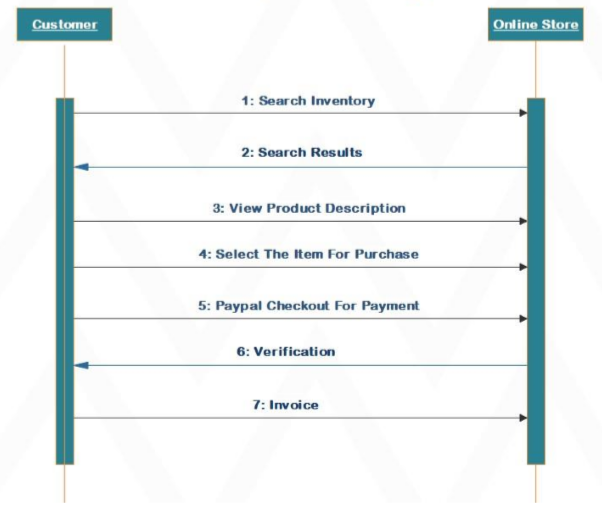 Customer
Online Store
1: Search Inventory
2: Search Results
3: View Product Description
4: Select The Item For Purchase
5: Paypal Checkout For Payment
6: Verification
7: Invoice